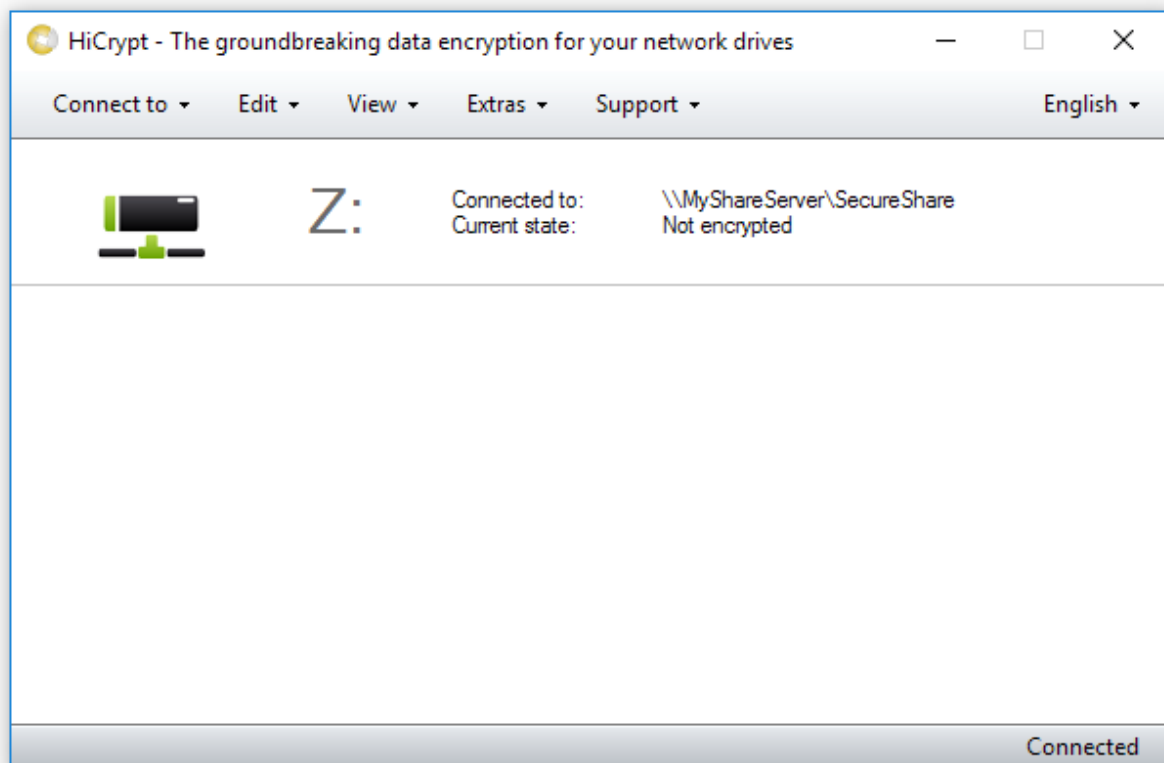 HiCrypt - The groundbreaking data encryption for your network drives
Connect to Edit View Extras Support English
Z: Connected to: \\MyShareServer\SecureShare
Current state: Not encrypted
Connected